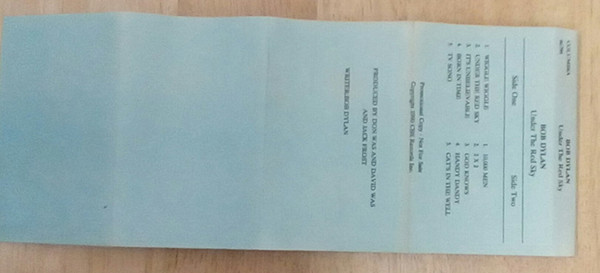 COLUMBIA
BOB DYLAN
Under The Red Sky
BOB DYLAN
Under The Red Sky
Side One
Side Two
1. WIGGLE WIGGLE
2. UNDER THE RED SKY
3. IT'S UNBELIEVABLE
4. BORN IN TIME
5. TV SONG
1. 10,000 MEN
2. 2 X 2
3. GOD KNOWS
4. HANDY DANDY
5. CAT'S IN THE WELL
Promotional Copy / Not For Sale
Copyright 1990 CBS Records Inc.
PRODUCED BY DON WAS AND DAVID WAS
AND JACK FROST
WRITER:BOB DYLAN